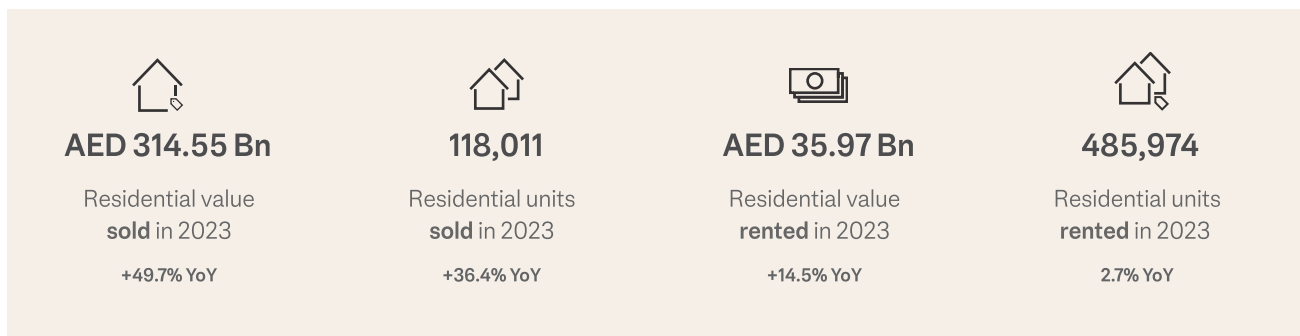 AED 314.55 Bn
Residential value
sold in 2023
+49.7% YoY
118,011
Residential units
sold in 2023
+36.4% YoY
AED 35.97 Bn
Residential value
rented in 2023
+14.5% YoY
485,974
Residential units
rented in 2023
2.7% YoY